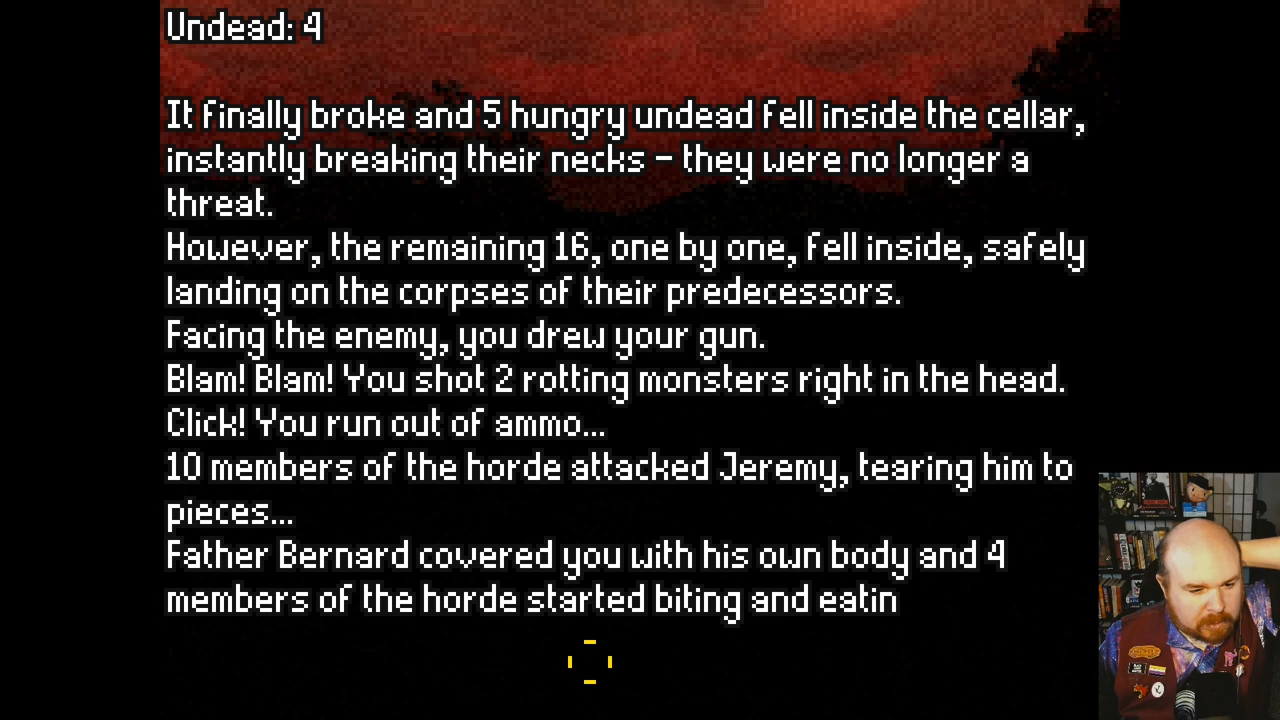 Undead: 4
It finally broke and 5 hungry undead fell inside the cellar,
instantly breaking their necks - they were no longer a
threat.
However, the remaining 16, one by one, fell inside, safely
landing on the corpses of their predecessors.
Facing the enemy, you drew your gun.
Blam! Blam! You shot 2 rotting monsters right in the head.
Click! You run out of ammo...
10 members of the horde attacked Jeremy, tearing him to
pieces...
Father Bernard covered you with his own body and 4
members of the horde started biting and eatin